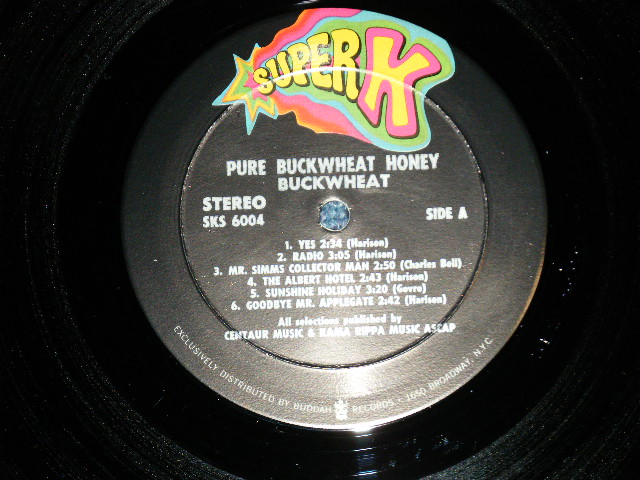 SUPER K
PURE BUCKWHEAT HONEY
BUCKWHEAT
STEREO
SKS 6004
SIDE A
1. YES 2:34 (Harison)
2. RADIO 3:05 (Harison)
3. MR. SIMMS COLLECTOR MAN 2:50 (Charles Bell)
4. THE ALBERT HOTEL 2:43 (Harison)
5. SUNSHINE HOLIDAY 3:20 (Gevro)
6. GOODBYE MR. APPLEGATE 2:42 (Harison)
All selections published by
CENTAUR MUSIC & KAMA RIPPA MUSIC ASCAP
EXCLUSIVELY DISTRIBUTED BY BUDDAH RECORDS • 1650 BROADWAY, N.Y.C.